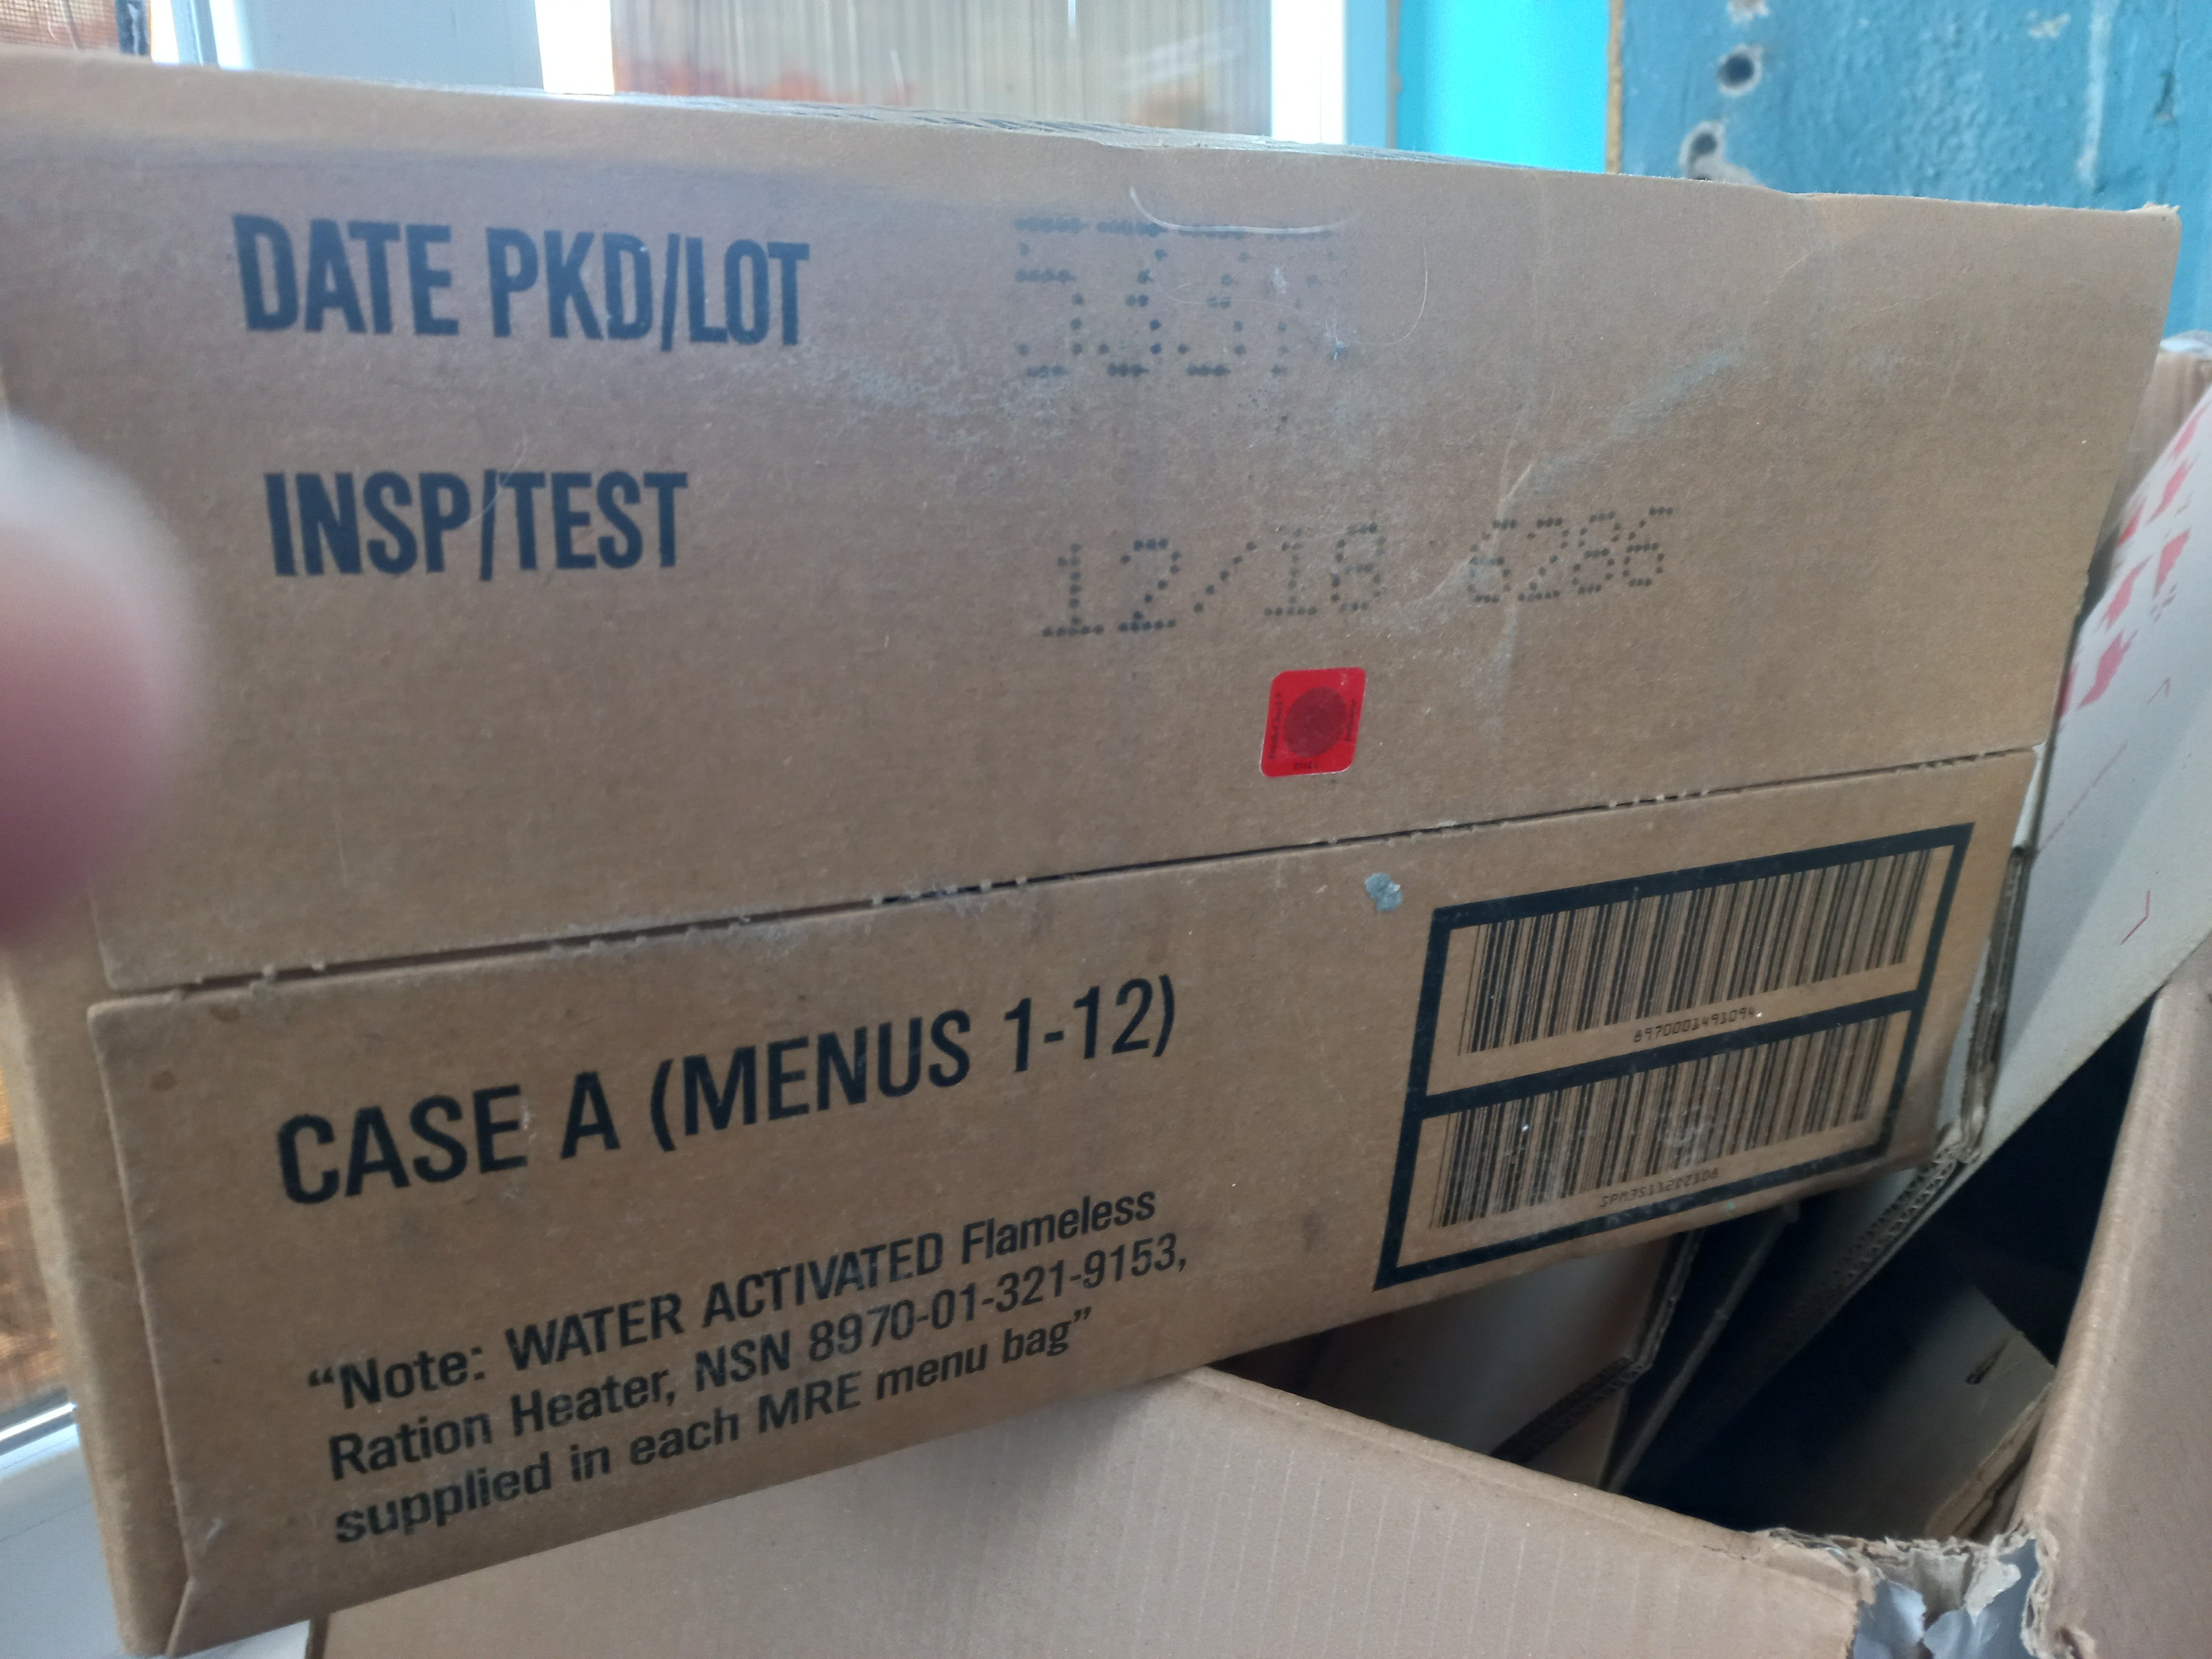 DATE PKD/LOT
INSP/TEST
12/18 6286
CASE A (MENUS 1-12)
8970001491094
“Note: WATER ACTIVATED Flameless
Ration Heater, NSN 8970-01-321-9153,
supplied in each MRE menu bag”